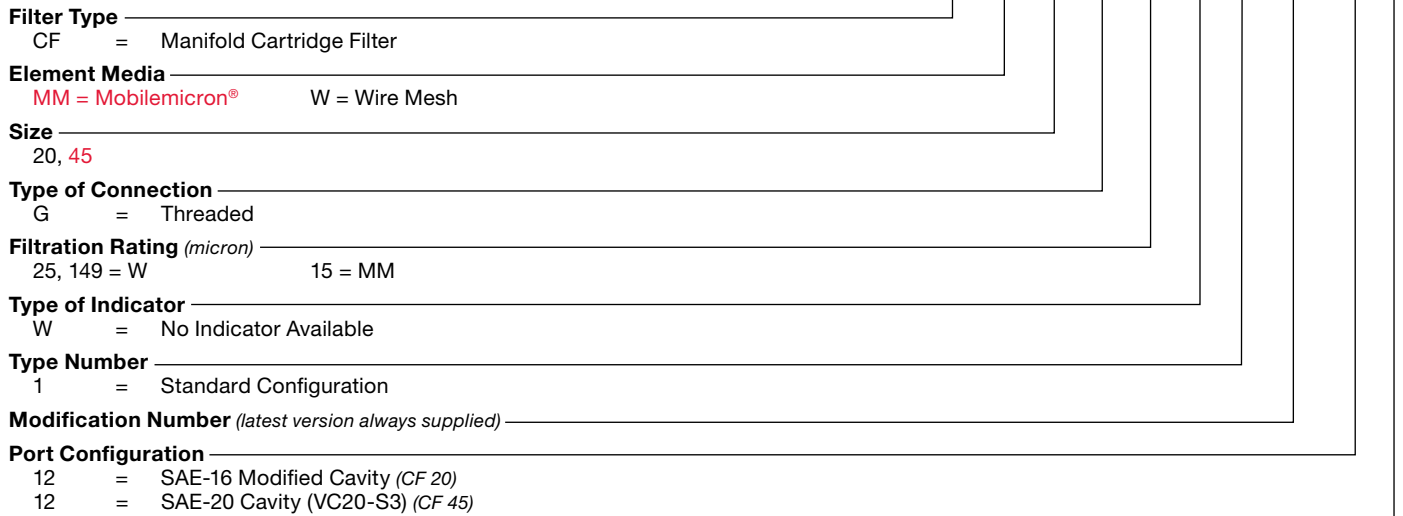 Filter Type
CF = Manifold Cartridge Filter
Element Media
MM = Mobilemicron® W = Wire Mesh
Size
20, 45
Type of Connection
G = Threaded
Filtration Rating (micron)
25, 149 = W 15 = MM
Type of Indicator
W = No Indicator Available
Type Number
1 = Standard Configuration
Modification Number (latest version always supplied)
Port Configuration
12 = SAE-16 Modified Cavity (CF 20)
12 = SAE-20 Cavity (VC20-S3) (CF 45)